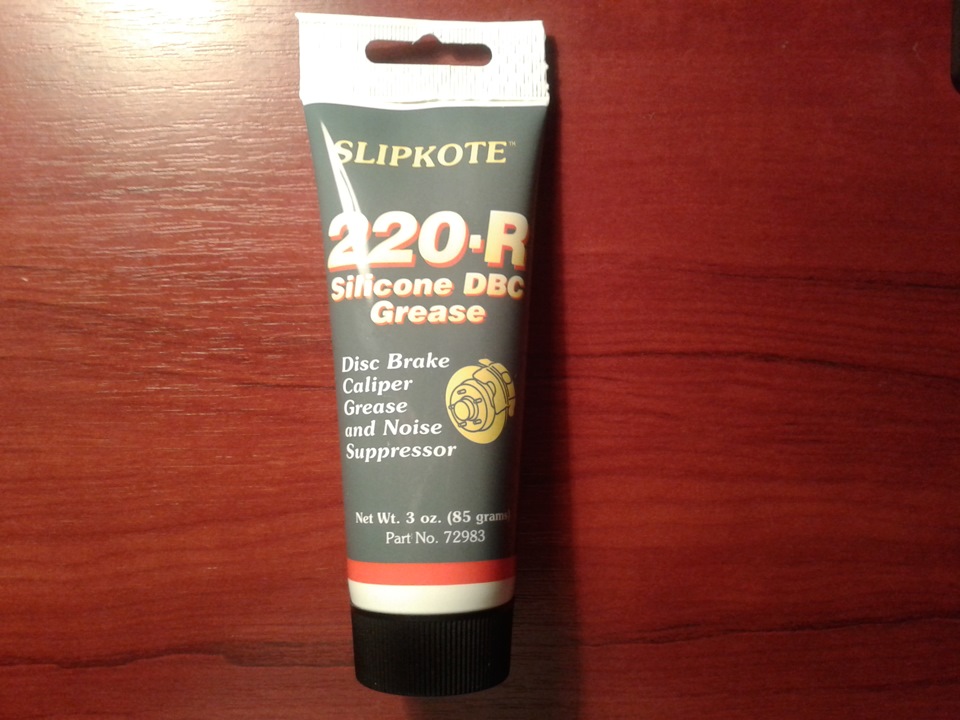 SLIPKOTE™
220-R
Silicone DBC
Grease
Disc Brake
Caliper
Grease
and Noise
Suppressor
Net Wt. 3 oz. (85 grams)
Part No. 72983